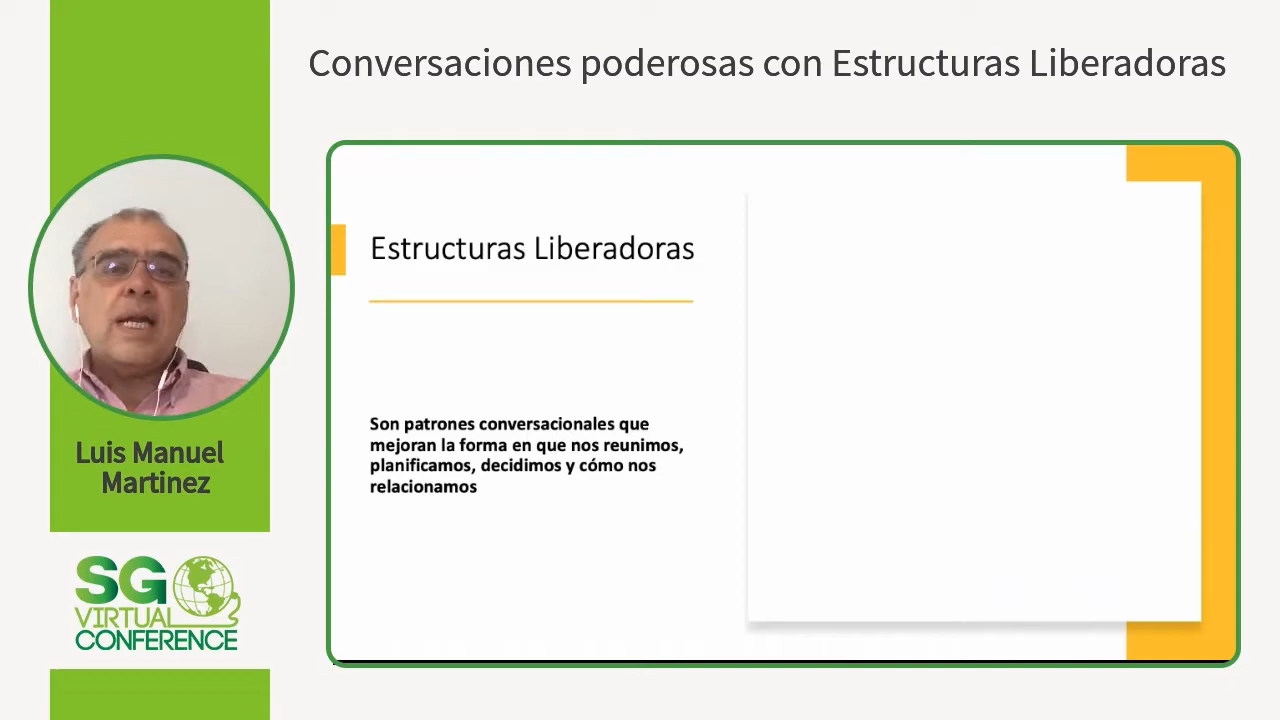 Conversaciones poderosas con Estructuras Liberadoras
Estructuras Liberadoras
Son patrones conversacionales que
mejoran la forma en que nos reunimos,
planificamos, decidimos y cómo nos
relacionamos
Luis Manuel
Martinez
SG
VIRTUAL
CONFERENCE